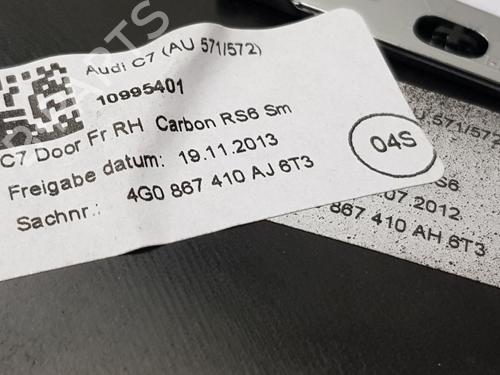 Audi C7 (AU 571/572)
10995401
C7 Door Fr RH Carbon RS6 Sm
Freigabe datum: 19.11.2013
Sachnr.: 4G0 867 410 AJ 6T3
04S
571/572
S6
.07.2012
867 410 AH 6T3
PARTS